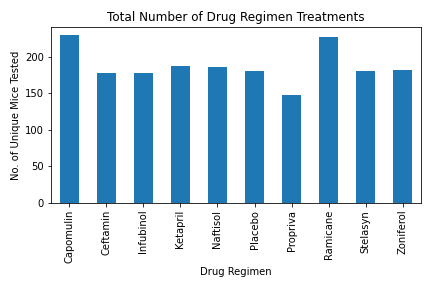 Total Number of Drug Regimen Treatments
No. of Unique Mice Tested
200
150
100
50
0
Capomulin
Ceftamin
Infubinol
Ketapril
Naftisol
Placebo
Propriva
Ramicane
Stelasyn
Zoniferol
Drug Regimen